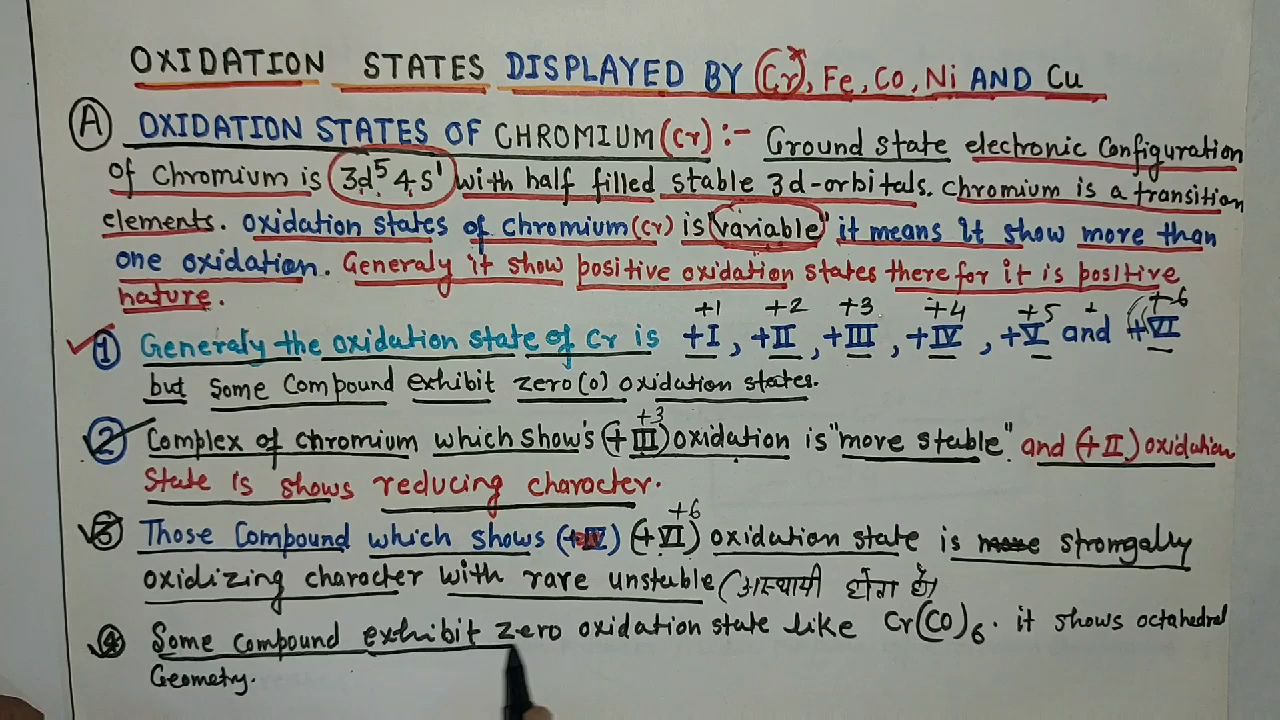 OXIDATION STATES DISPLAYED BY Cr*, Fe, Co, Ni AND Cu
A OXIDATION STATES OF CHROMIUM (Cr) :- Ground state electronic Configuration
of Chromium is 3d⁵ 4s¹ with half filled stable 3d-orbitals. Chromium is a transition
elements. Oxidation states of chromium (cr) is "variable" it means it show more than
one oxidation. Generaly it show positive oxidation states there for it is positive
nature.
+1 +2 +3 +4 +5 + +6
① Generaly the oxidation state of Cr is +I, +II, +III, +IV, +V and +VI
but some Compound exhibit zero(0) oxidation states.
+3
② Complex of chromium which show's (+III) oxidation is "more stable". and (+II) oxidation
State is shows reducing character.
+6
③ Those Compound which shows (+VI) oxidation state is more stromgally
oxidizing character with rare unstable (अस्थायी होता है)
④ Some compound exhibit zero oxidation state like Cr(CO)₆. it shows octahedral
Geometry.